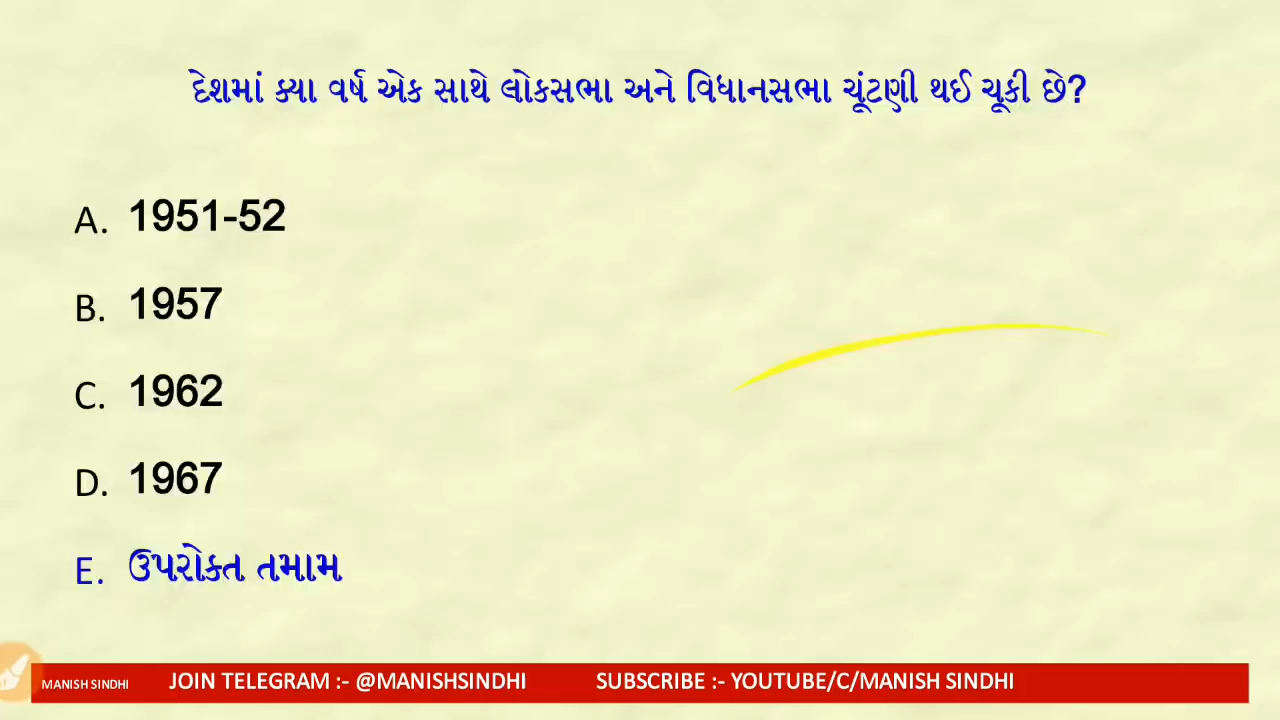 દેશમાં ક્યા વર્ષ એક સાથે લોકસભા અને વિધાનસભા ચૂંટણી થઈ ચૂકી છે?
A. 1951-52
B. 1957
C. 1962
D. 1967
E. ઉપરોક્ત તમામ
MANISH SINDHI JOIN TELEGRAM :- @MANISHSINDHI SUBSCRIBE :- YOUTUBE/C/MANISH SINDHI